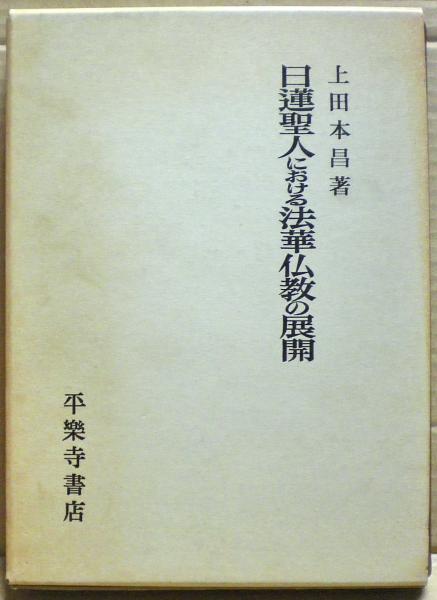 上田本昌著
日蓮聖人における法華仏教の展開
平樂寺書店